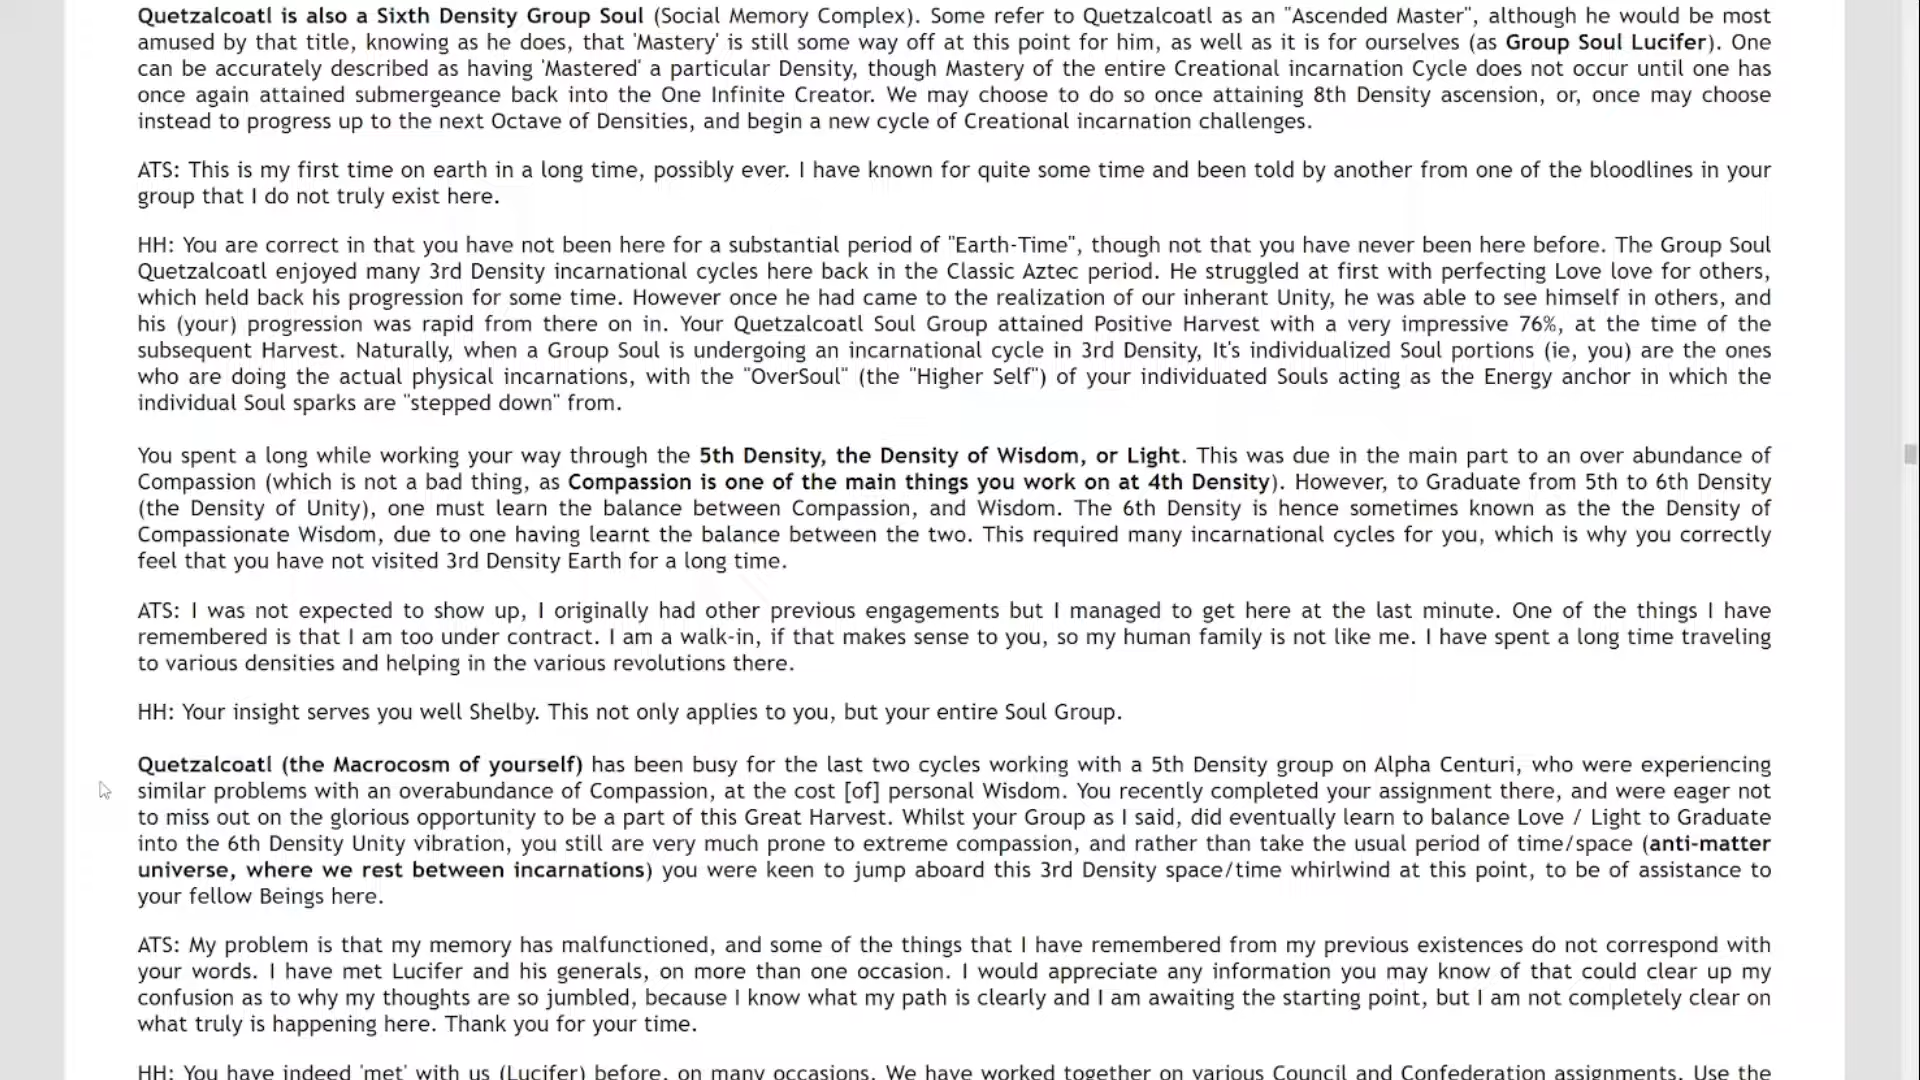 Quetzalcoatl is also a Sixth Density Group Soul (Social Memory Complex). Some refer to Quetzalcoatl as an "Ascended Master", although he would be most
amused by that title, knowing as he does, that 'Mastery' is still some way off at this point for him, as well as it is for ourselves (as Group Soul Lucifer). One
can be accurately described as having 'Mastered' a particular Density, though Mastery of the entire Creational incarnation Cycle does not occur until one has
once again attained submergeance back into the One Infinite Creator. We may choose to do so once attaining 8th Density ascension, or, once may choose
instead to progress up to the next Octave of Densities, and begin a new cycle of Creational incarnation challenges.
ATS: This is my first time on earth in a long time, possibly ever. I have known for quite some time and been told by another from one of the bloodlines in your
group that I do not truly exist here.
HH: You are correct in that you have not been here for a substantial period of "Earth-Time", though not that you have never been here before. The Group Soul
Quetzalcoatl enjoyed many 3rd Density incarnational cycles here back in the Classic Aztec period. He struggled at first with perfecting Love love for others,
which held back his progression for some time. However once he had came to the realization of our inherant Unity, he was able to see himself in others, and
his (your) progression was rapid from there on in. Your Quetzalcoatl Soul Group attained Positive Harvest with a very impressive 76%, at the time of the
subsequent Harvest. Naturally, when a Group Soul is undergoing an incarnational cycle in 3rd Density, It's individualized Soul portions (ie, you) are the ones
who are doing the actual physical incarnations, with the "OverSoul" (the "Higher Self") of your individuated Souls acting as the Energy anchor in which the
individual Soul sparks are "stepped down" from.
You spent a long while working your way through the 5th Density, the Density of Wisdom, or Light. This was due in the main part to an over abundance of
Compassion (which is not a bad thing, as Compassion is one of the main things you work on at 4th Density). However, to Graduate from 5th to 6th Density
(the Density of Unity), one must learn the balance between Compassion, and Wisdom. The 6th Density is hence sometimes known as the the Density of
Compassionate Wisdom, due to one having learnt the balance between the two. This required many incarnational cycles for you, which is why you correctly
feel that you have not visited 3rd Density Earth for a long time.
ATS: I was not expected to show up, I originally had other previous engagements but I managed to get here at the last minute. One of the things I have
remembered is that I am too under contract. I am a walk-in, if that makes sense to you, so my human family is not like me. I have spent a long time traveling
to various densities and helping in the various revolutions there.
HH: Your insight serves you well Shelby. This not only applies to you, but your entire Soul Group.
Quetzalcoatl (the Macrocosm of yourself) has been busy for the last two cycles working with a 5th Density group on Alpha Centuri, who were experiencing
similar problems with an overabundance of Compassion, at the cost [of] personal Wisdom. You recently completed your assignment there, and were eager not
to miss out on the glorious opportunity to be a part of this Great Harvest. Whilst your Group as I said, did eventually learn to balance Love / Light to Graduate
into the 6th Density Unity vibration, you still are very much prone to extreme compassion, and rather than take the usual period of time/space (anti-matter
universe, where we rest between incarnations) you were keen to jump aboard this 3rd Density space/time whirlwind at this point, to be of assistance to
your fellow Beings here.
ATS: My problem is that my memory has malfunctioned, and some of the things that I have remembered from my previous existences do not correspond with
your words. I have met Lucifer and his generals, on more than one occasion. I would appreciate any information you may know of that could clear up my
confusion as to why my thoughts are so jumbled, because I know what my path is clearly and I am awaiting the starting point, but I am not completely clear on
what truly is happening here. Thank you for your time.
HH: You have indeed 'met' with us (Lucifer) before, on many occasions. We have worked together on various Council and Confederation assignments. Use the